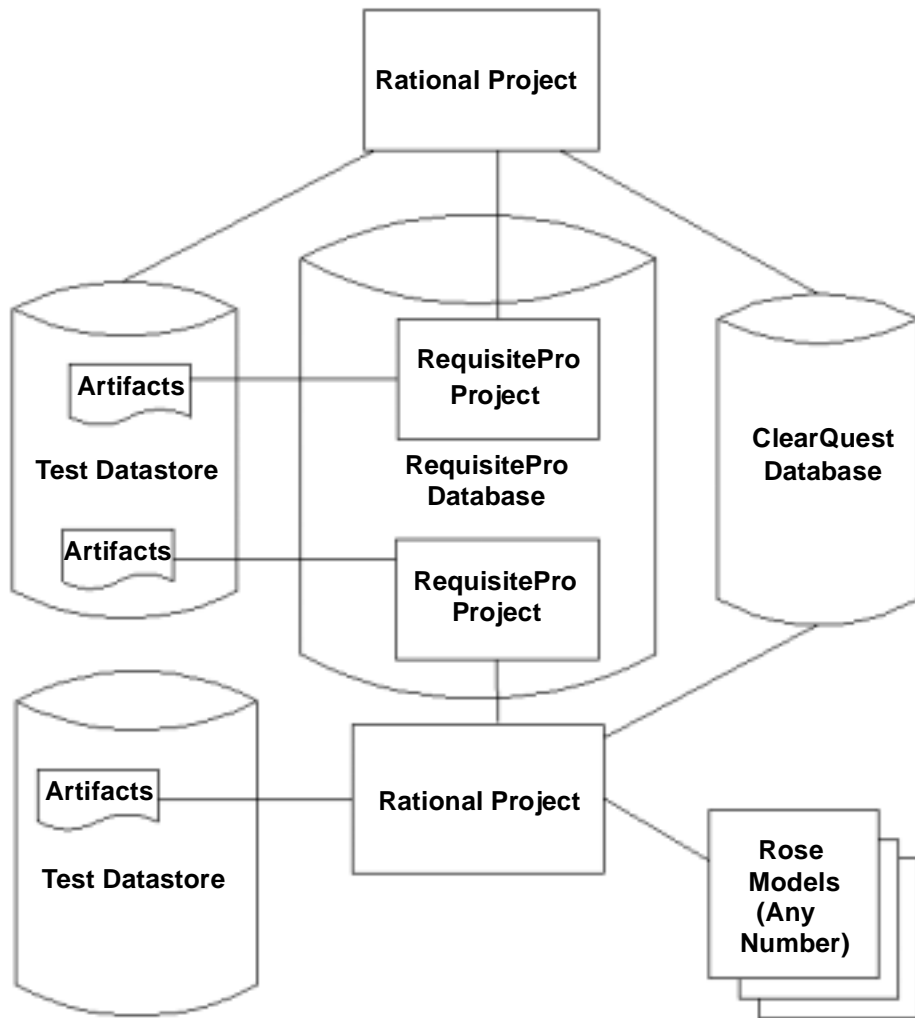 Rational Project
Artifacts
Test Datastore
Artifacts
RequisitePro
Project
RequisitePro
Database
RequisitePro
Project
ClearQuest
Database
Artifacts
Test Datastore
Rational Project
Rose
Models
(Any
Number)